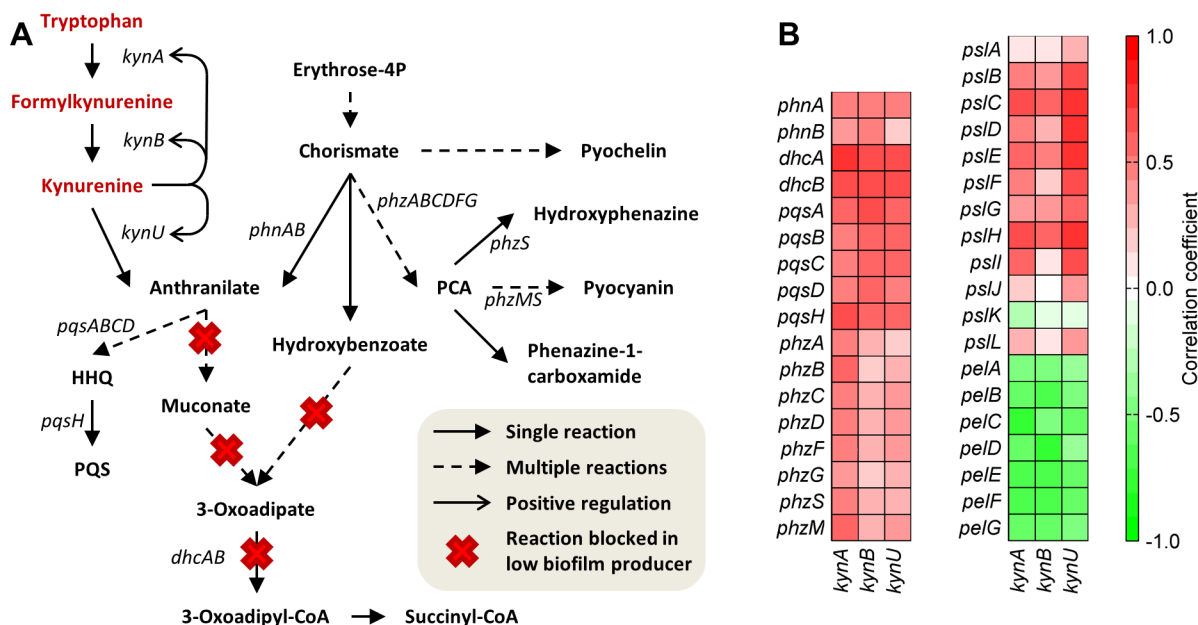 A
Tryptophan
kynA
Formylkynurenine
kynB
Kynurenine
kynU
Erythrose-4P
Chorismate
Pyochelin
phzABCDFG
Hydroxyphenazine
phzS
phnAB
Anthranilate
PCA
phzMS
Pyocyanin
pqsABCD
Hydroxybenzoate
Phenazine-1-
carboxamide
HHQ
Muconate
pqsH
PQS
3-Oxoadipate
dhcAB
3-Oxoadipyl-CoA
Succinyl-CoA
Single reaction
Multiple reactions
Positive regulation
Reaction blocked in
low biofilm producer
B
phnA
phnB
dhcA
dhcB
pqsA
pqsB
pqsC
pqsD
pqsH
phzA
phzB
phzC
phzD
phzF
phzG
phzS
phzM
kynA
kynB
kynU
pslA
pslB
pslC
pslD
pslE
pslF
pslG
pslH
pslI
pslJ
pslK
pslL
pelA
pelB
pelC
pelD
pelE
pelF
pelG
kynA
kynB
kynU
1.0
0.5
0.0
-0.5
-1.0
Correlation coefficient